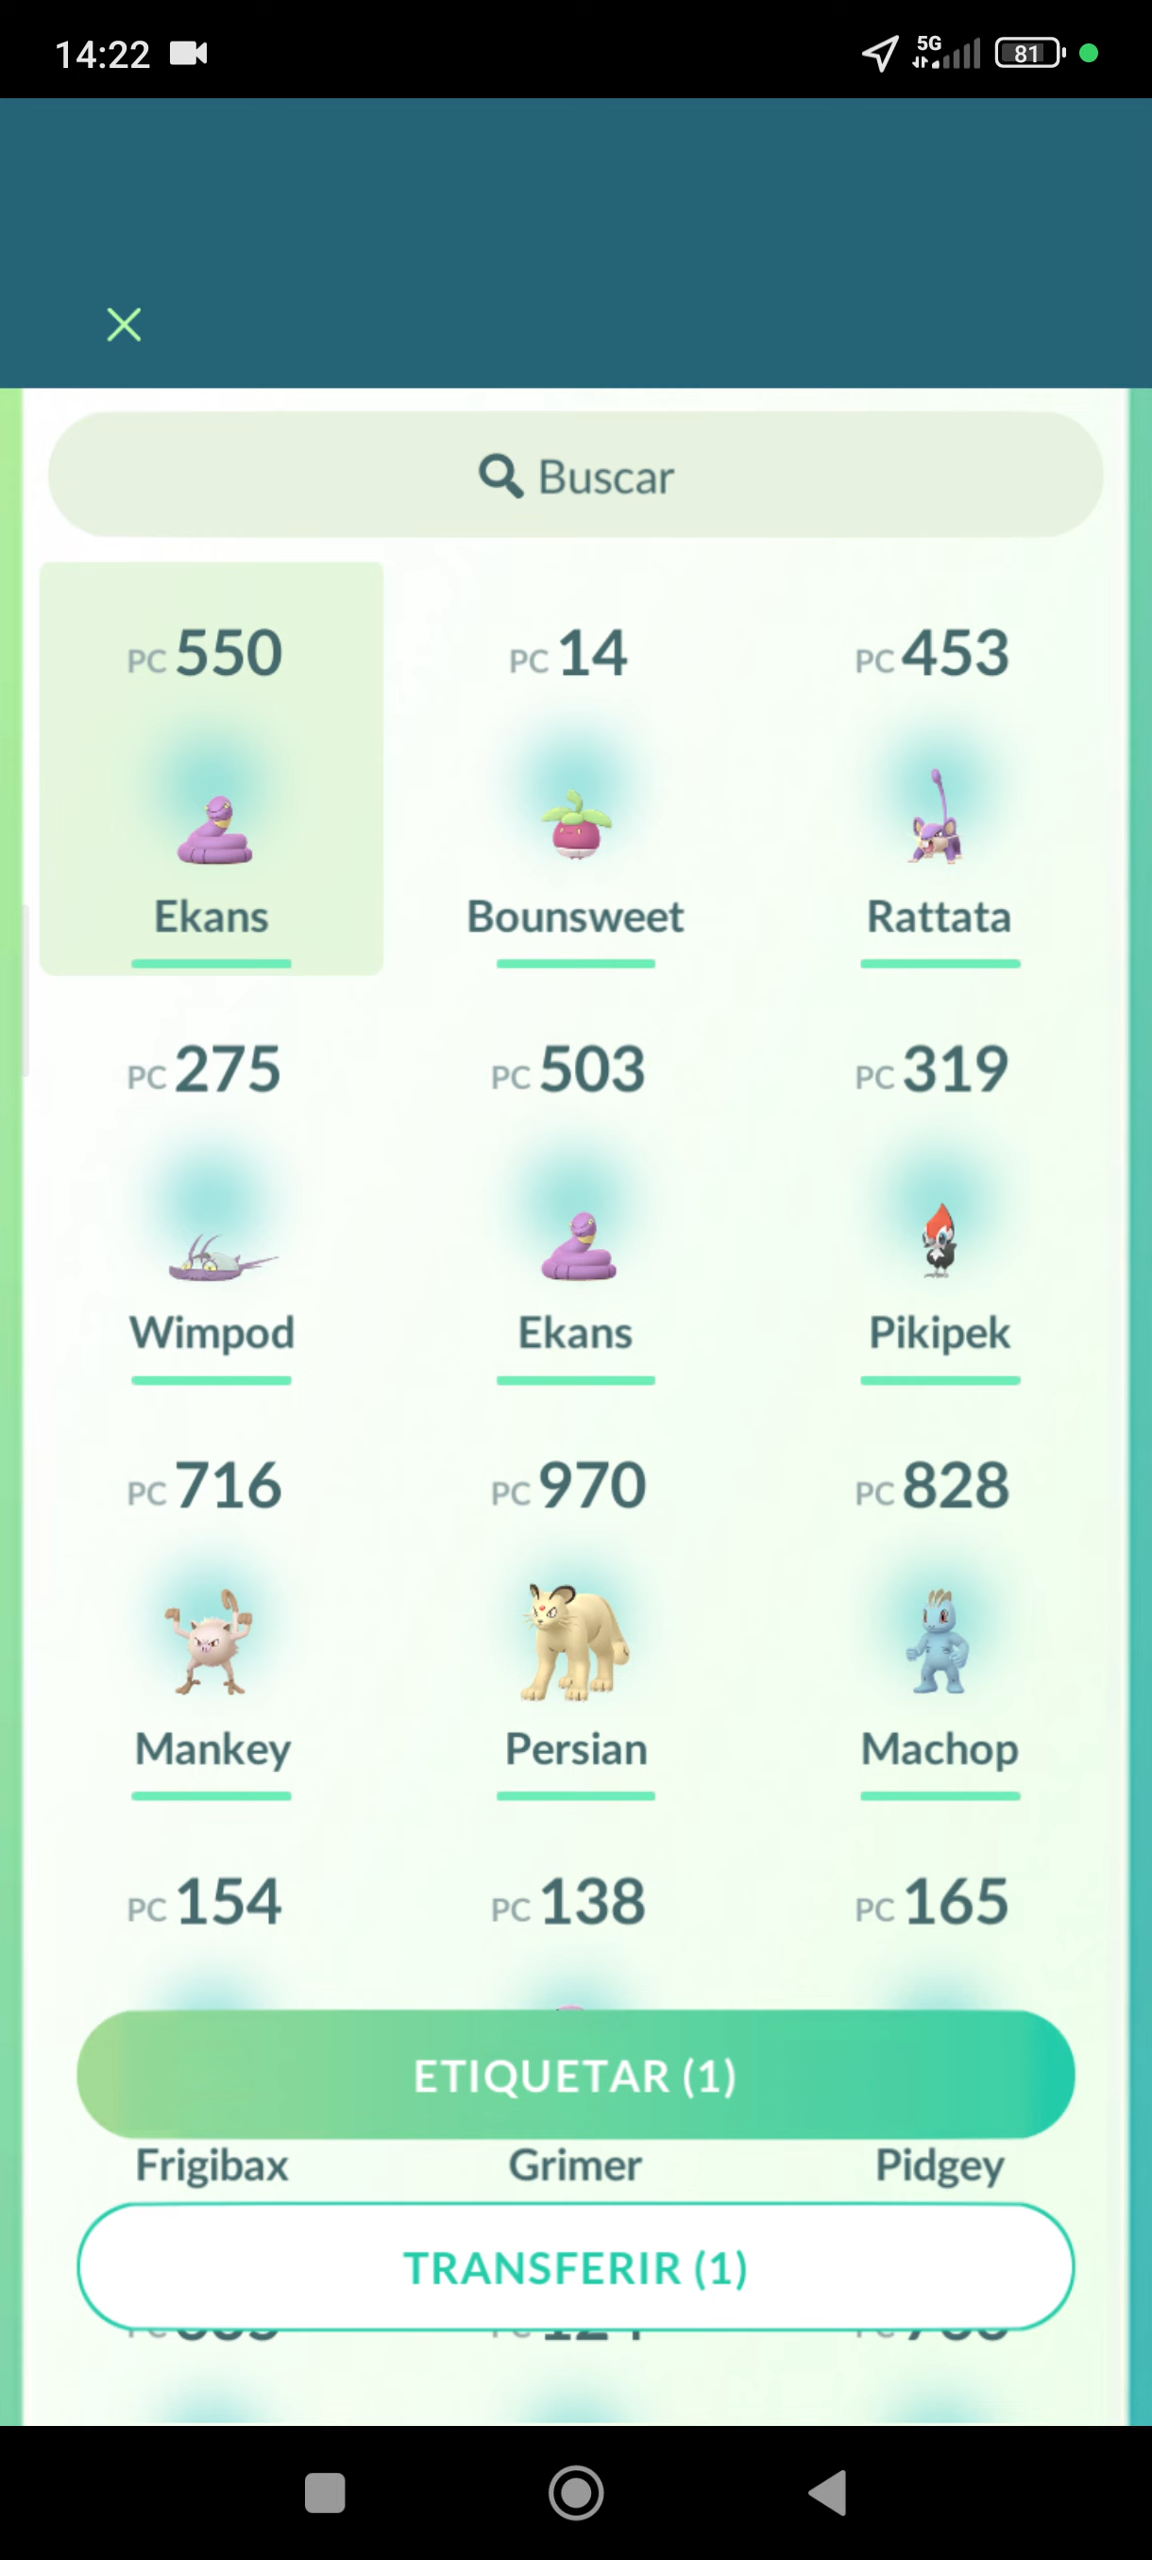 14:22
5G
81
Buscar
PC 550
PC 14
PC 453
Ekans
Bounsweet
Rattata
PC 275
PC 503
PC 319
Wimpod
Ekans
Pikipek
PC 716
PC 970
PC 828
Mankey
Persian
Machop
PC 154
PC 138
PC 165
ETIQUETAR (1)
Frigibax
Grimer
Pidgey
TRANSFERIR (1)